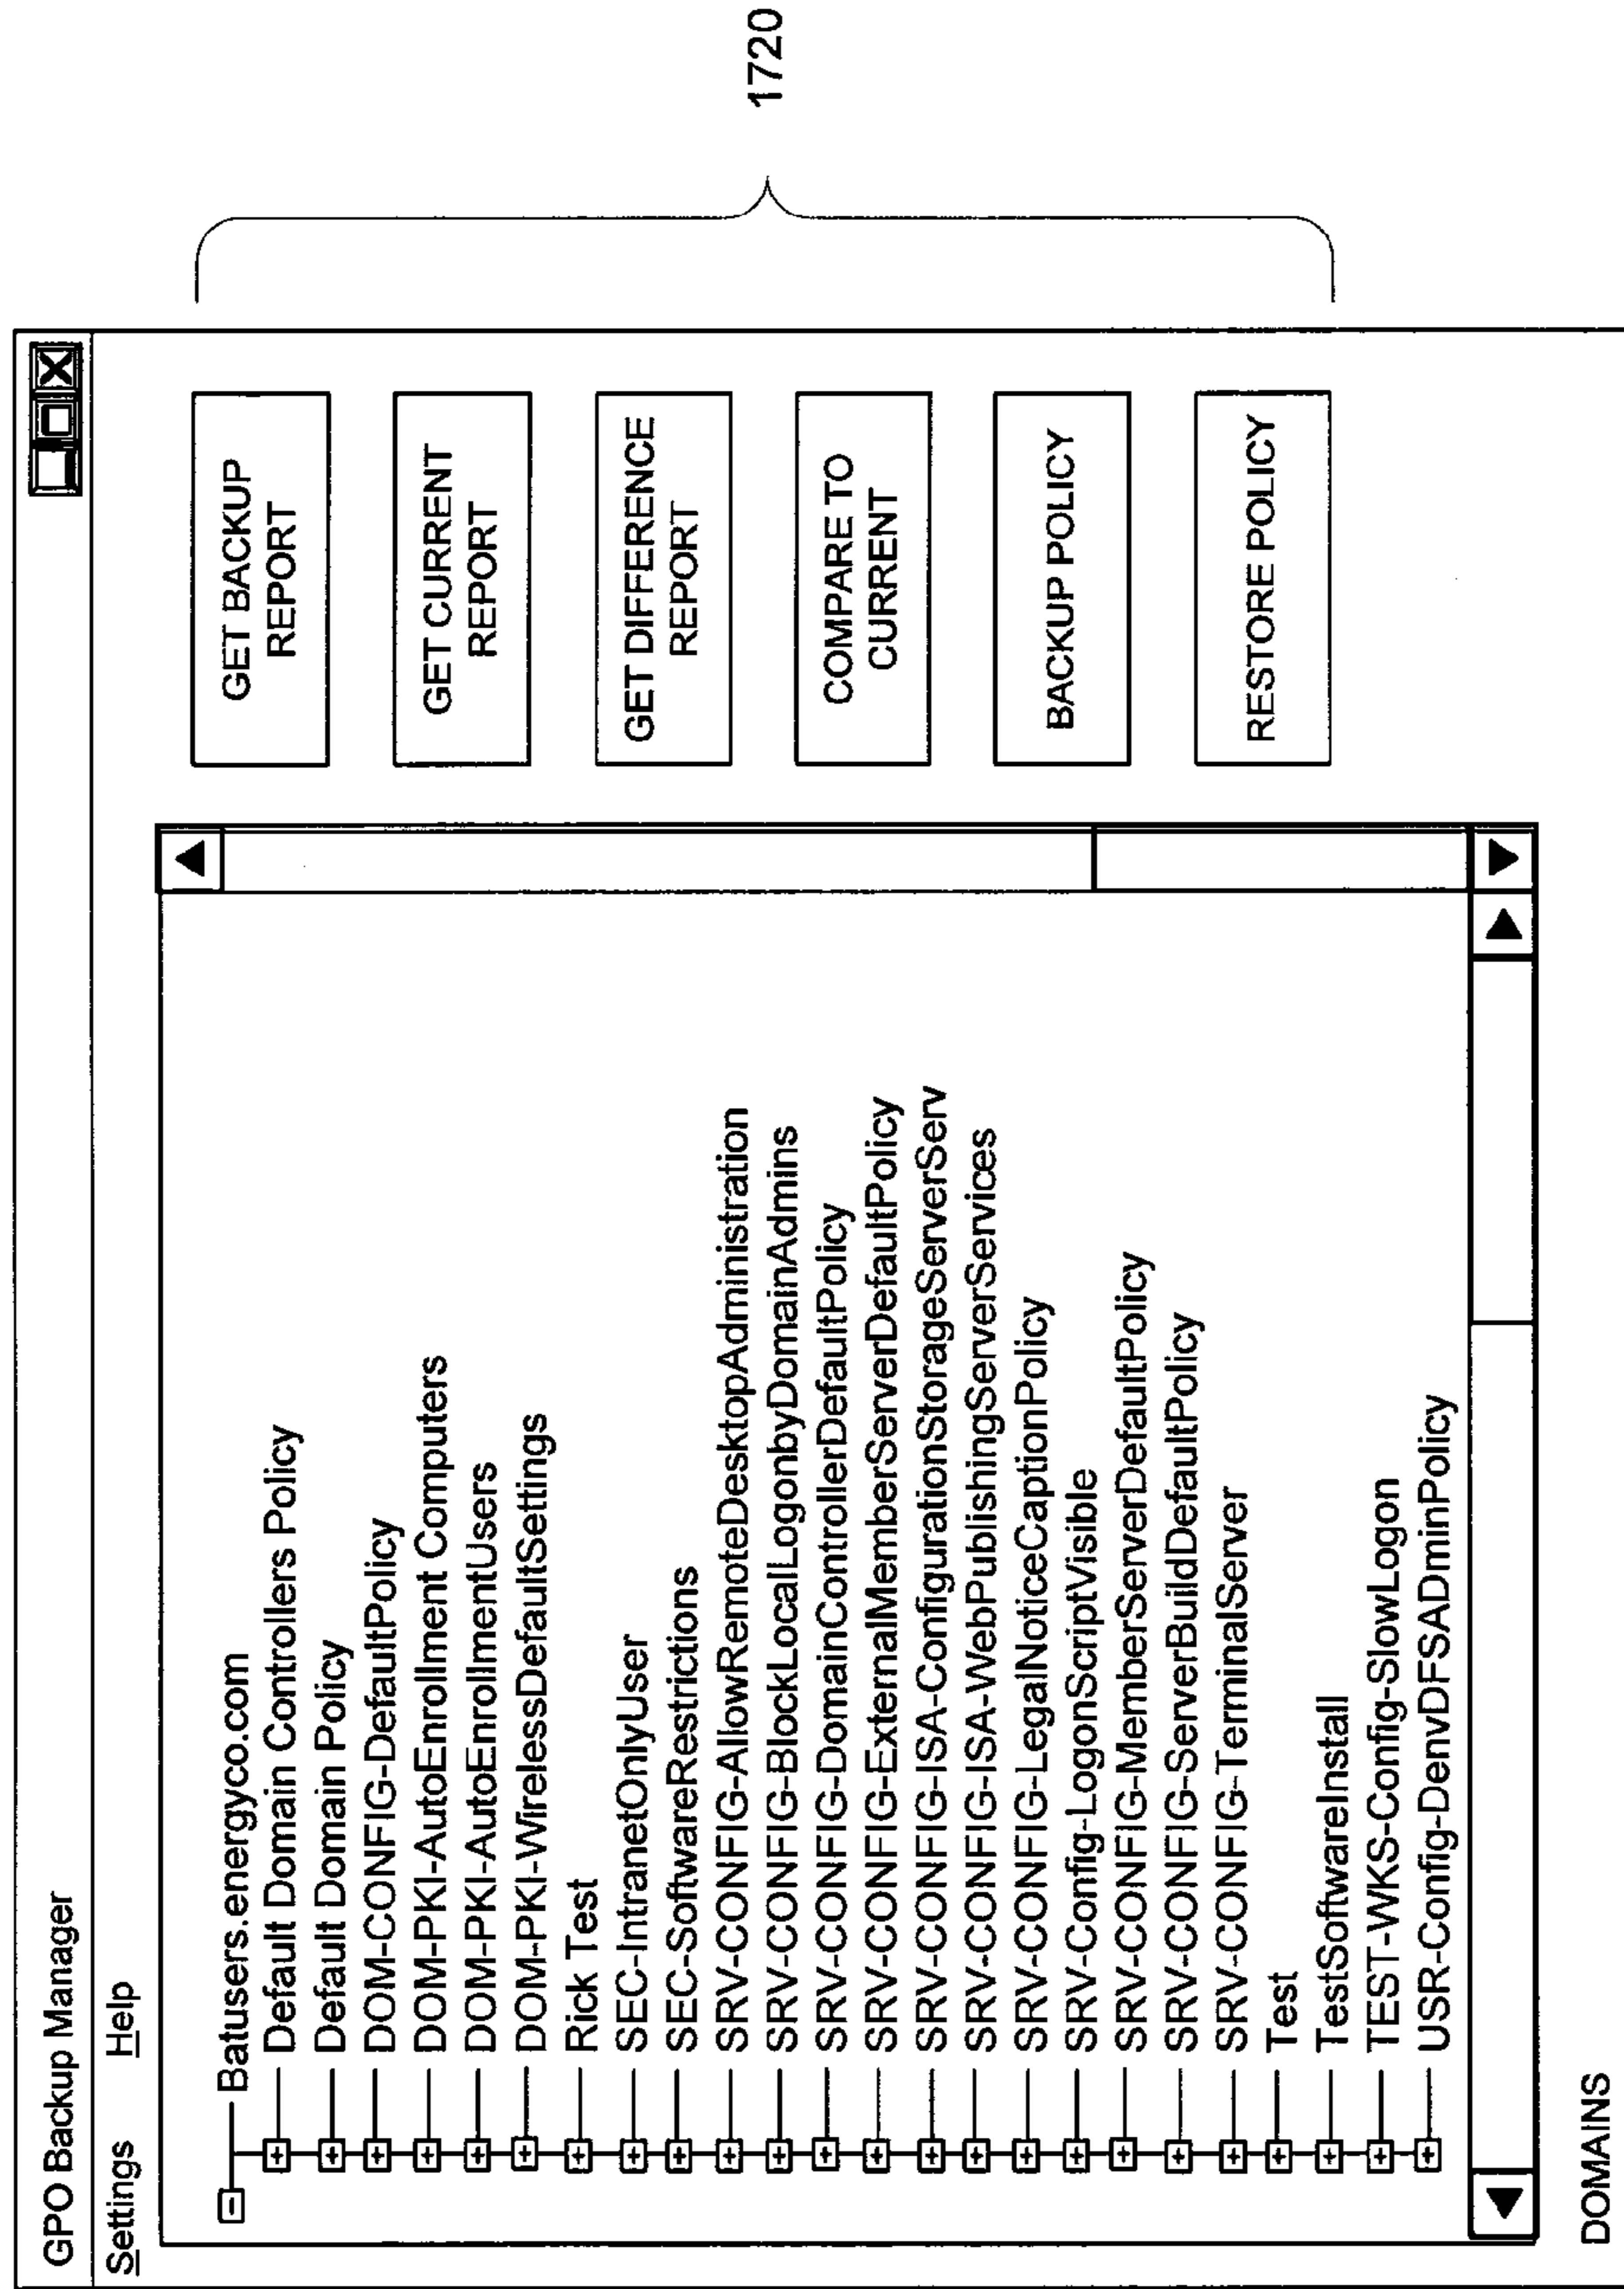 GPO Backup Manager
Settings Help
Batusers.energyco.com
Default Domain Controllers Policy
Default Domain Policy
DOM-CONFIG-DefaultPolicy
DOM-PKI-AutoEnrollment Computers
DOM-PKI-AutoEnrollmentUsers
DOM-PKI-WirelessDefaultSettings
Rick Test
SEC-IntranetOnlyUser
SEC-SoftwareRestrictions
SRV-CONFIG-AllowRemoteDesktopAdministration
SRV-CONFIG-BlockLocalLogonbyDomainAdmins
SRV-CONFIG-DomainControllerDefaultPolicy
SRV-CONFIG-ExternalMemberServerDefaultPolicy
SRV-CONFIG-ISA-ConfigurationStorageServerServ
SRV-CONFIG-ISA-WebPublishingServerServices
SRV-CONFIG-LegalNoticeCaptionPolicy
SRV-Config-LogonScriptVisible
SRV-CONFIG-MemberServerDefaultPolicy
SRV-CONFIG-ServerBuildDefaultPolicy
SRV-CONFIG-TerminalServer
Test
TestSoftwareInstall
TEST-WKS-Config-SlowLogon
USR-Config-DenvDFSADminPolicy
GET BACKUP
REPORT
GET CURRENT
REPORT
GET DIFFERENCE
REPORT
COMPARE TO
CURRENT
BACKUP POLICY
RESTORE POLICY
DOMAINS
1720